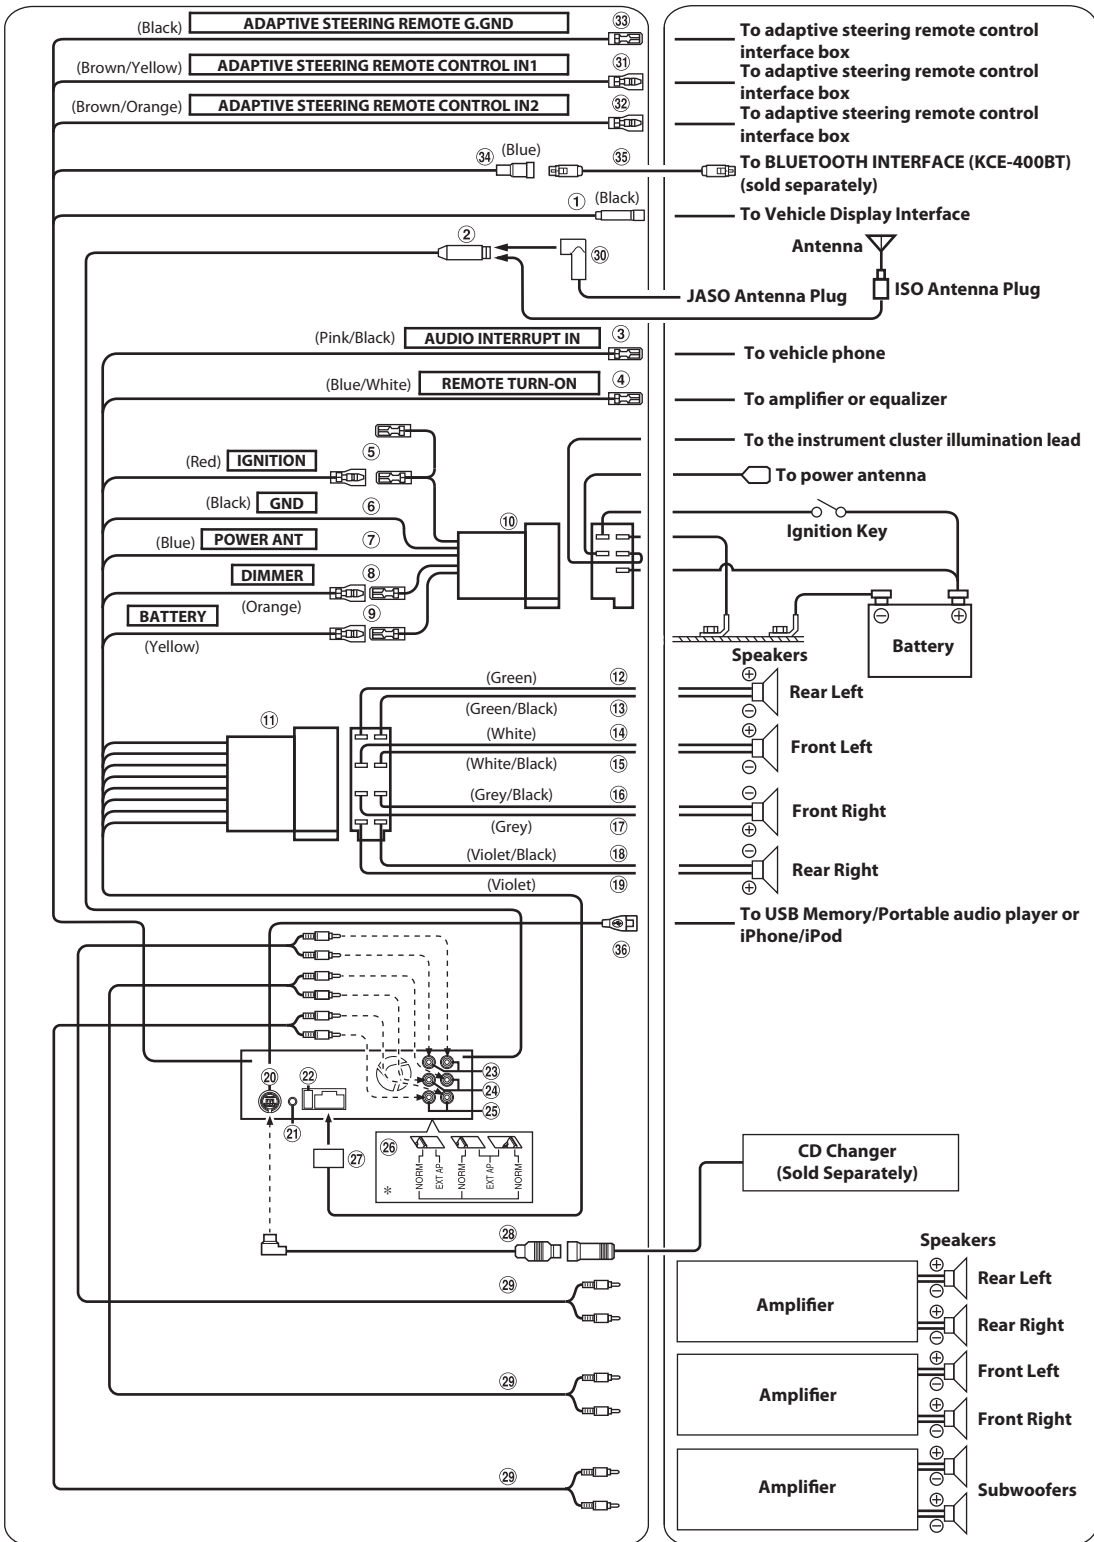 (Black) ADAPTIVE STEERING REMOTE G.GND 33
To adaptive steering remote control
interface box
(Brown/Yellow) ADAPTIVE STEERING REMOTE CONTROL IN1 31
To adaptive steering remote control
interface box
(Brown/Orange) ADAPTIVE STEERING REMOTE CONTROL IN2 32
To adaptive steering remote control
interface box
34 (Blue) 35
To BLUETOOTH INTERFACE (KCE-400BT)
(sold separately)
1 (Black)
To Vehicle Display Interface
2
30
Antenna
JASO Antenna Plug
ISO Antenna Plug
(Pink/Black) AUDIO INTERRUPT IN 3
To vehicle phone
(Blue/White) REMOTE TURN-ON 4
To amplifier or equalizer
To the instrument cluster illumination lead
5
(Red) IGNITION
To power antenna
(Black) GND 6
10
Ignition Key
(Blue) POWER ANT 7
DIMMER 8
(Orange)
BATTERY 9
(Yellow)
⊖ ⊕
Battery
Speakers
(Green) 12
⊕
Rear Left
(Green/Black) 13
⊖
11
(White) 14
⊕
Front Left
(White/Black) 15
⊖
(Grey/Black) 16
⊖
Front Right
(Grey) 17
⊕
(Violet/Black) 18
⊖
Rear Right
(Violet) 19
⊕
36
To USB Memory/Portable audio player or
iPhone/iPod
20
21
22
23
24
25
26
NORM
EXT AP
NORM
EXT AP
NORM
*
27
CD Changer
(Sold Separately)
28
Speakers
29
Amplifier
⊕
⊖
Rear Left
⊕
⊖
Rear Right
29
Amplifier
⊕
⊖
Front Left
⊕
⊖
Front Right
29
Amplifier
⊕
⊖
⊕
⊖
Subwoofers